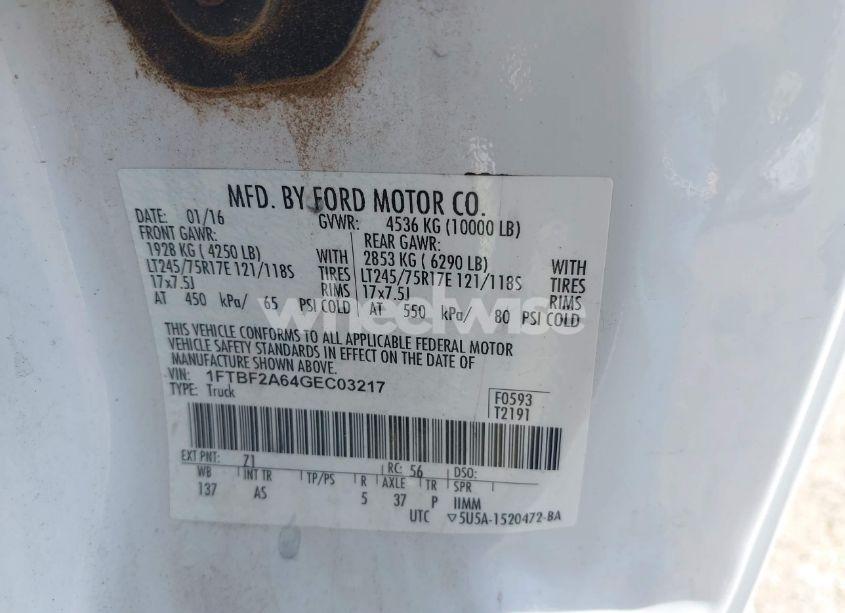 MFD. BY FORD MOTOR CO.
DATE: 01/16 GVWR: 4536 KG (10000 LB)
FRONT GAWR: REAR GAWR:
1928 KG ( 4250 LB) WITH 2853 KG ( 6290 LB) WITH
LT245/75R17E 121/118S TIRES LT245/75R17E 121/118S TIRES
17x7.5J RIMS 17x7.5J RIMS
AT 450 kPa/ 65 PSI COLD AT 550 kPa/ 80 PSI COLD
wheelwise
THIS VEHICLE CONFORMS TO ALL APPLICABLE FEDERAL MOTOR
VEHICLE SAFETY STANDARDS IN EFFECT ON THE DATE OF
MANUFACTURE SHOWN ABOVE.
VIN: 1FTBF2A64GEC03217
TYPE: Truck
F0593
T2191
EXT PNT: Z1 RC: 56 DSO:
WB INT TR TP/PS R AXLE TR SPR
137 AS 5 37 P IIMM
UTC ▽5U5A-1520472-BA